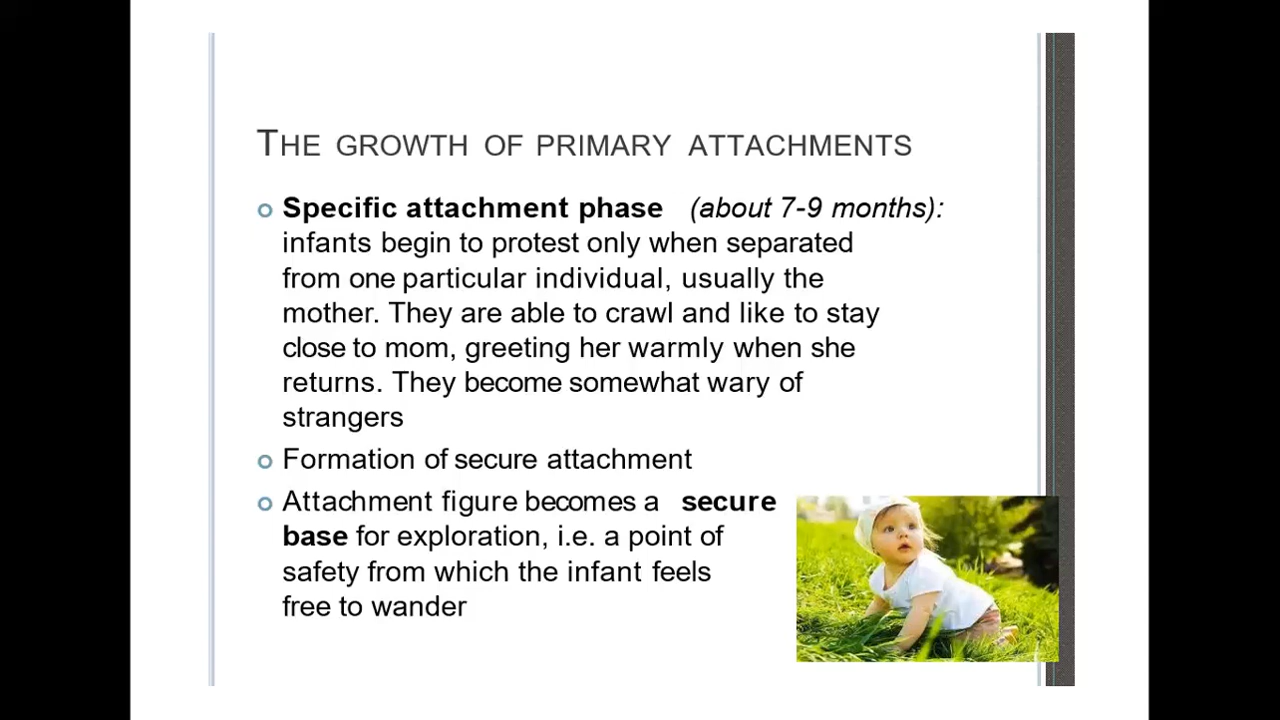 THE GROWTH OF PRIMARY ATTACHMENTS
Specific attachment phase (about 7-9 months):
infants begin to protest only when separated
from one particular individual, usually the
mother. They are able to crawl and like to stay
close to mom, greeting her warmly when she
returns. They become somewhat wary of
strangers
Formation of secure attachment
Attachment figure becomes a secure
base for exploration, i.e. a point of
safety from which the infant feels
free to wander